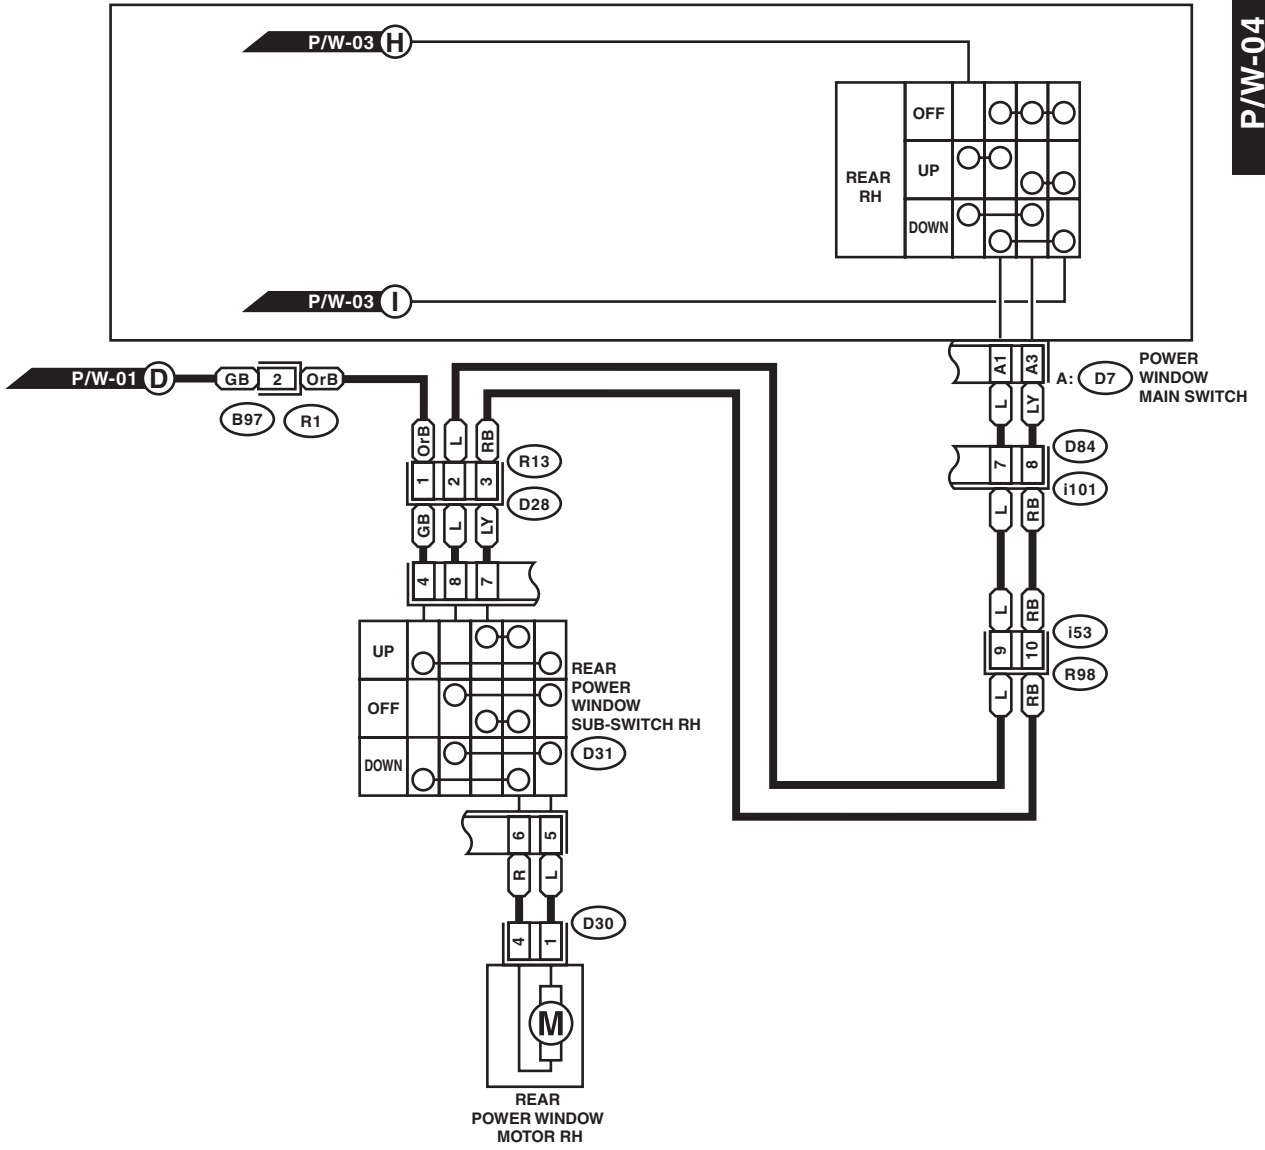 P/W-04
P/W-03 H
OFF
UP
REAR
RH
DOWN
P/W-03 I
P/W-01 D
GB 2 OrB
B97 R1
A1 A3
A: D7
POWER
WINDOW
MAIN SWITCH
L LY
OrB L RB
1 2 3
R13
D28
GB L LY
4 8 7
7 8
D84
i101
L RB
L RB
9 10
i53
R98
L RB
UP
OFF
DOWN
REAR
POWER
WINDOW
SUB-SWITCH RH
D31
6 5
R L
4 1
D30
M
REAR
POWER WINDOW
MOTOR RH